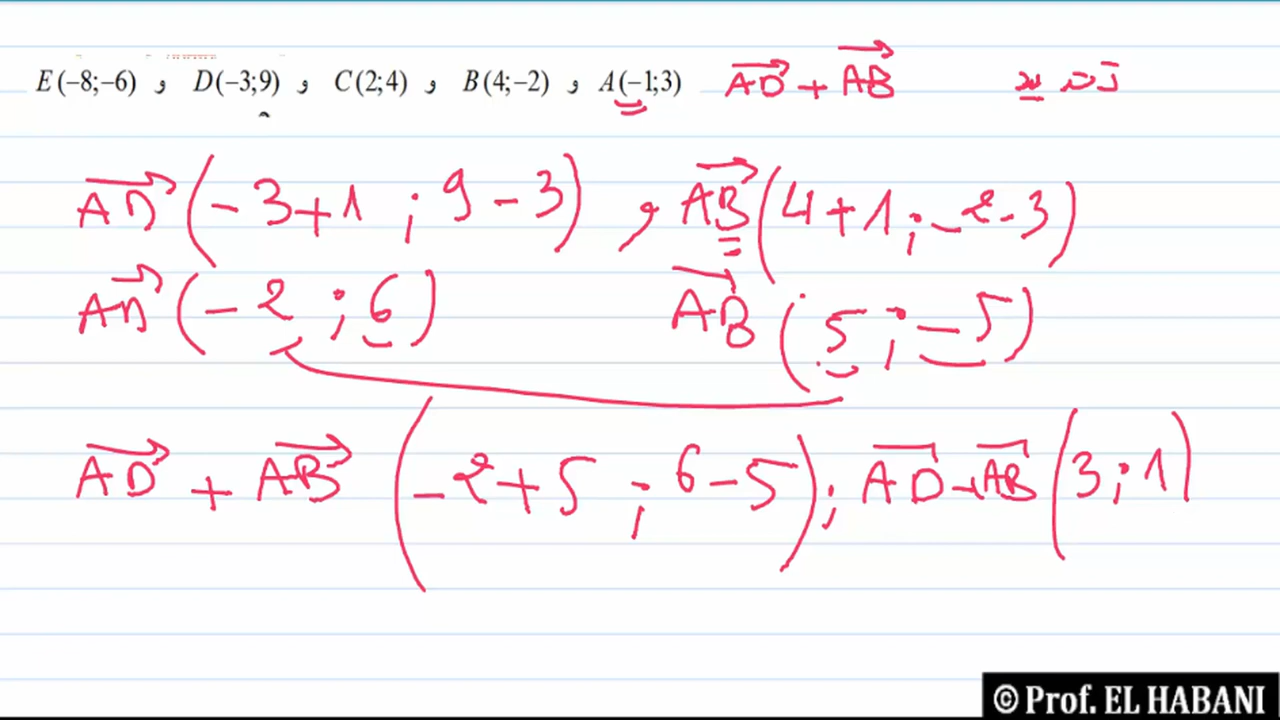 E(−8;−6) و D(−3;9) و C(2;4) و B(4;−2) و A(−1;3) AD + AB
AD (-3+1 ; 9-3) , AB (4+1 ; -2-3)
AD (-2 ; 6) AB (5 ; -5)
AD + AB (-2+5 ; 6-5) ; AD+AB (3 ; 1)
© Prof. EL HABANI